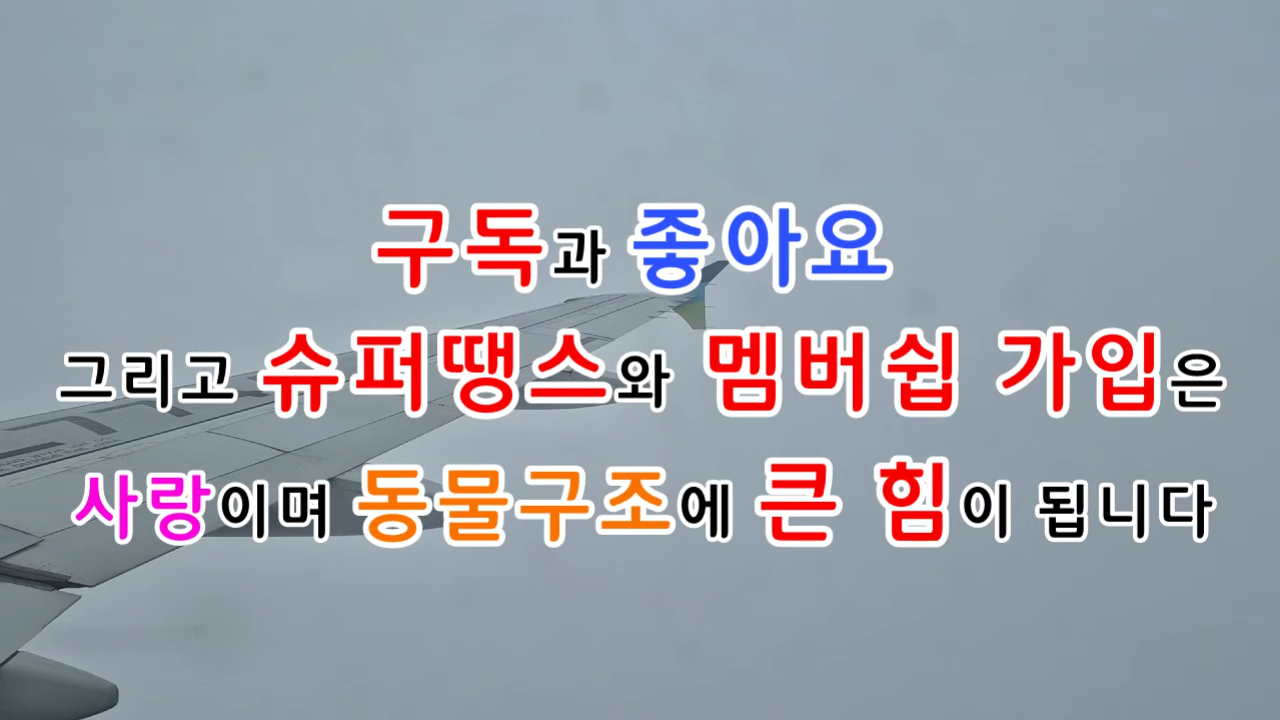 구독과 좋아요
그리고 슈퍼땡스와 멤버쉽 가입은
사랑이며 동물구조에 큰 힘이 됩니다